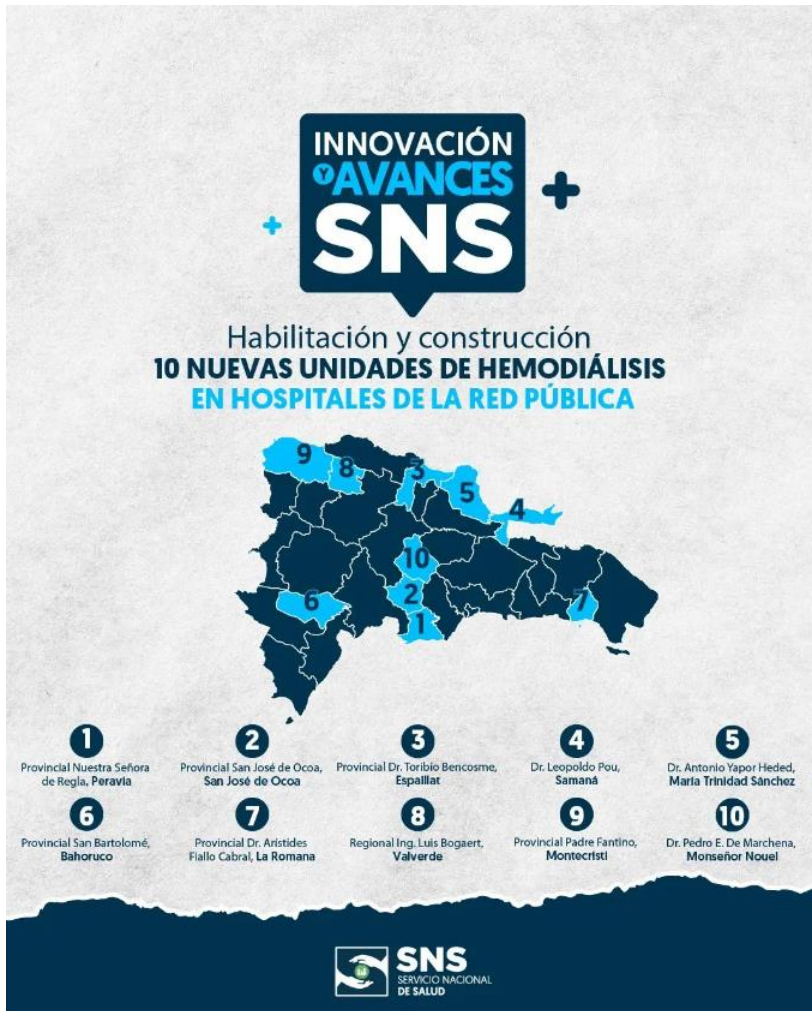 INNOVACIÓN
Y AVANCES
SNS
Habilitación y construcción
10 NUEVAS UNIDADES DE HEMODIÁLISIS
EN HOSPITALES DE LA RED PÚBLICA
9
8
3
5
4
10
2
6
7
1
1
Provincial Nuestra Señora
de Regla, Peravia
2
Provincial San José de Ocoa,
San José de Ocoa
3
Provincial Dr. Toribio Bencosme,
Espaillat
4
Dr. Leopoldo Pou,
Samaná
5
Dr. Antonio Yapor Heded,
María Trinidad Sánchez
6
Provincial San Bartolomé,
Bahoruco
7
Provincial Dr. Arístides
Fiallo Cabral, La Romana
8
Regional Ing. Luis Bogaert,
Valverde
9
Provincial Padre Fantino,
Montecristi
10
Dr. Pedro E. De Marchena,
Monseñor Nouel
SNS
SERVICIO NACIONAL
DE SALUD